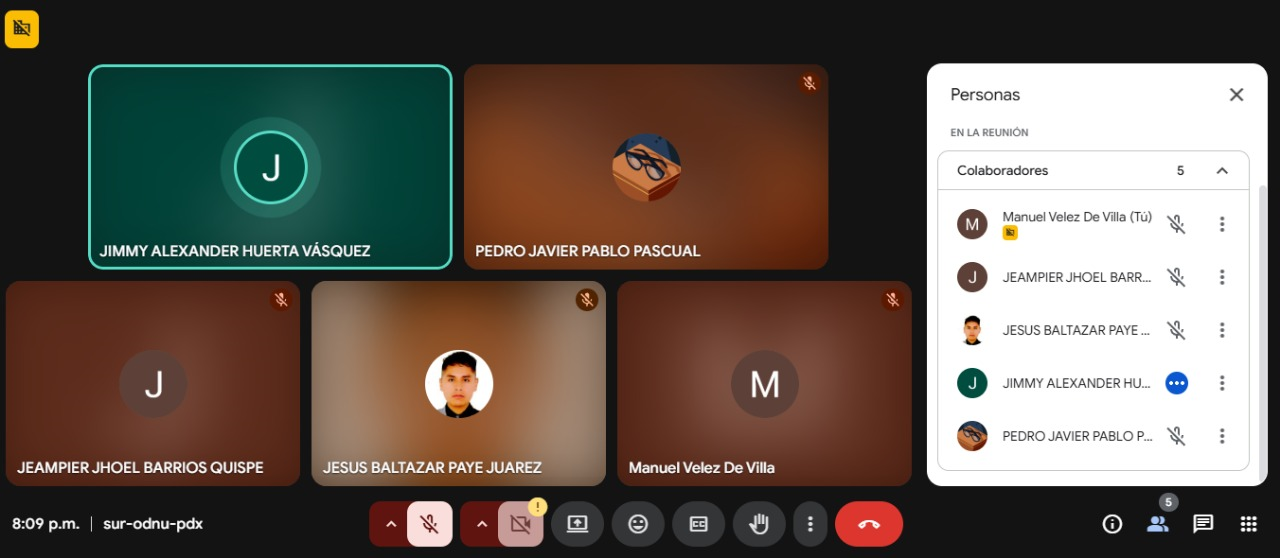 J
JIMMY ALEXANDER HUERTA VÁSQUEZ
PEDRO JAVIER PABLO PASCUAL
J
JEAMPIER JHOEL BARRIOS QUISPE
JESUS BALTAZAR PAYE JUAREZ
M
Manuel Velez De Villa
Personas
EN LA REUNIÓN
Colaboradores 5
M Manuel Velez De Villa (Tú)
J JEAMPIER JHOEL BARR...
JESUS BALTAZAR PAYE ...
J JIMMY ALEXANDER HU...
PEDRO JAVIER PABLO P...
8:09 p.m. | sur-odnu-pdx
!
CC
5